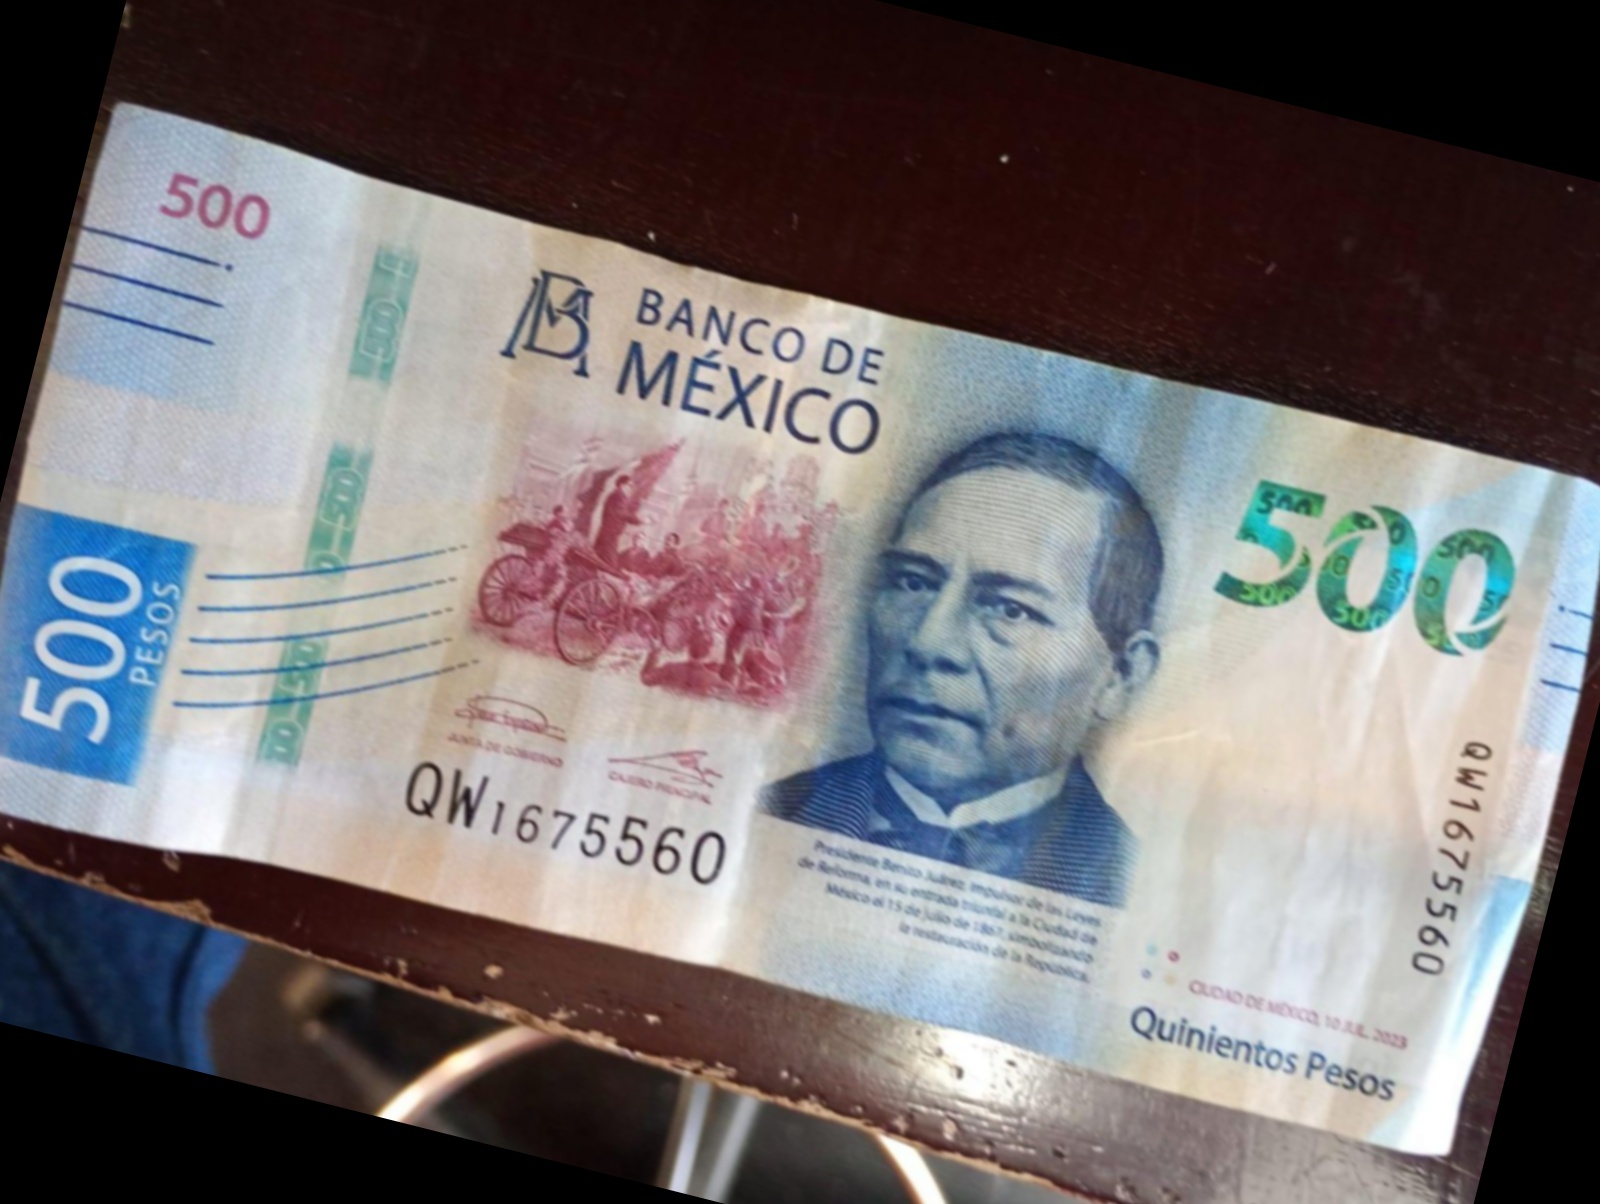 500
BANCO DE
MÉXICO
500
500
PESOS
JUNTA DE GOBIERNO
CAJERO PRINCIPAL
QW1675560
QW1675560
Presidente Benito Juárez, impulsor de las Leyes
de Reforma, en su entrada triunfal a la Ciudad de
México el 15 de julio de 1867, simbolizando
la restauración de la República.
CIUDAD DE MÉXICO, 10 JUL. 2023
Quinientos Pesos